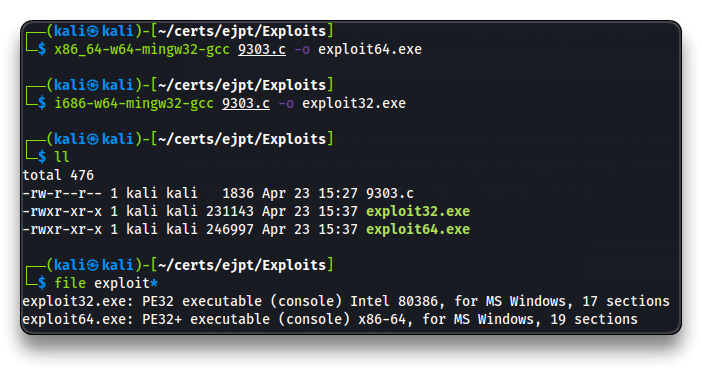 ┌──(kali㉿kali)-[~/certs/ejpt/Exploits]
└─$ x86_64-w64-mingw32-gcc 9303.c -o exploit64.exe
┌──(kali㉿kali)-[~/certs/ejpt/Exploits]
└─$ i686-w64-mingw32-gcc 9303.c -o exploit32.exe
┌──(kali㉿kali)-[~/certs/ejpt/Exploits]
└─$ ll
total 476
-rw-r--r-- 1 kali kali   1836 Apr 23 15:27 9303.c
-rwxr-xr-x 1 kali kali 231143 Apr 23 15:37 exploit32.exe
-rwxr-xr-x 1 kali kali 246997 Apr 23 15:37 exploit64.exe
┌──(kali㉿kali)-[~/certs/ejpt/Exploits]
└─$ file exploit*
exploit32.exe: PE32 executable (console) Intel 80386, for MS Windows, 17 sections
exploit64.exe: PE32+ executable (console) x86-64, for MS Windows, 19 sections